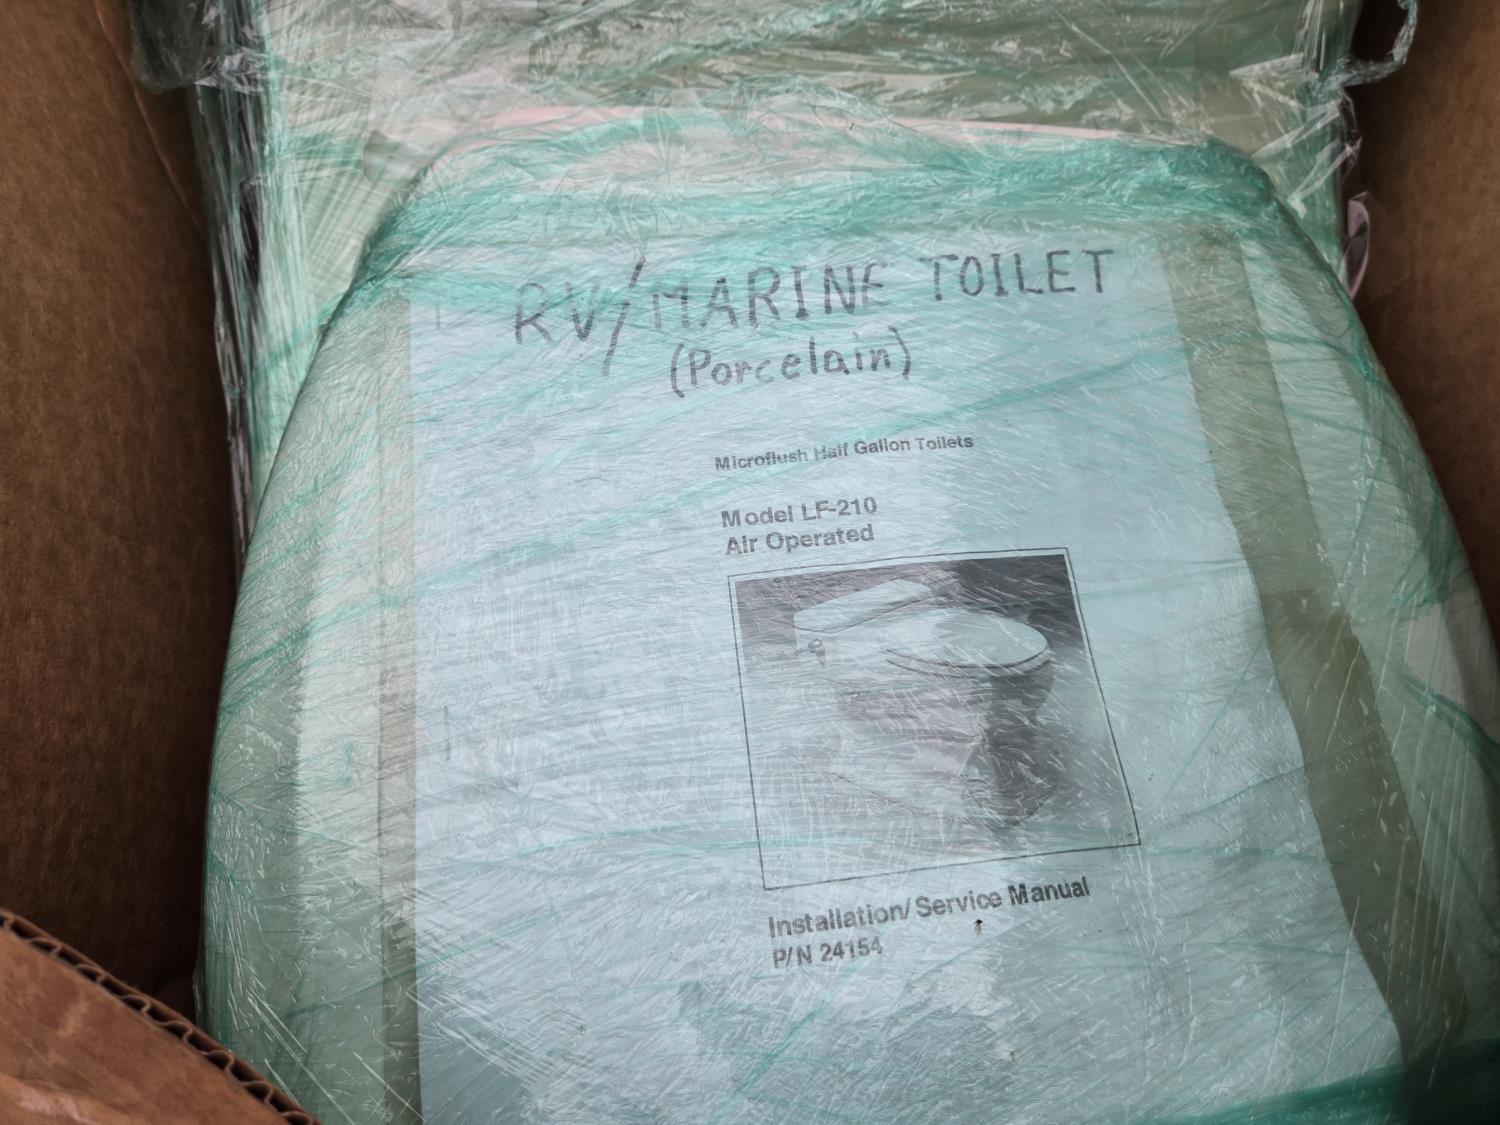 RV/MARINE TOILET
(Porcelain)
Microflush Half Gallon Toilets
Model LF-210
Air Operated
Installation/Service Manual
P/N 24154